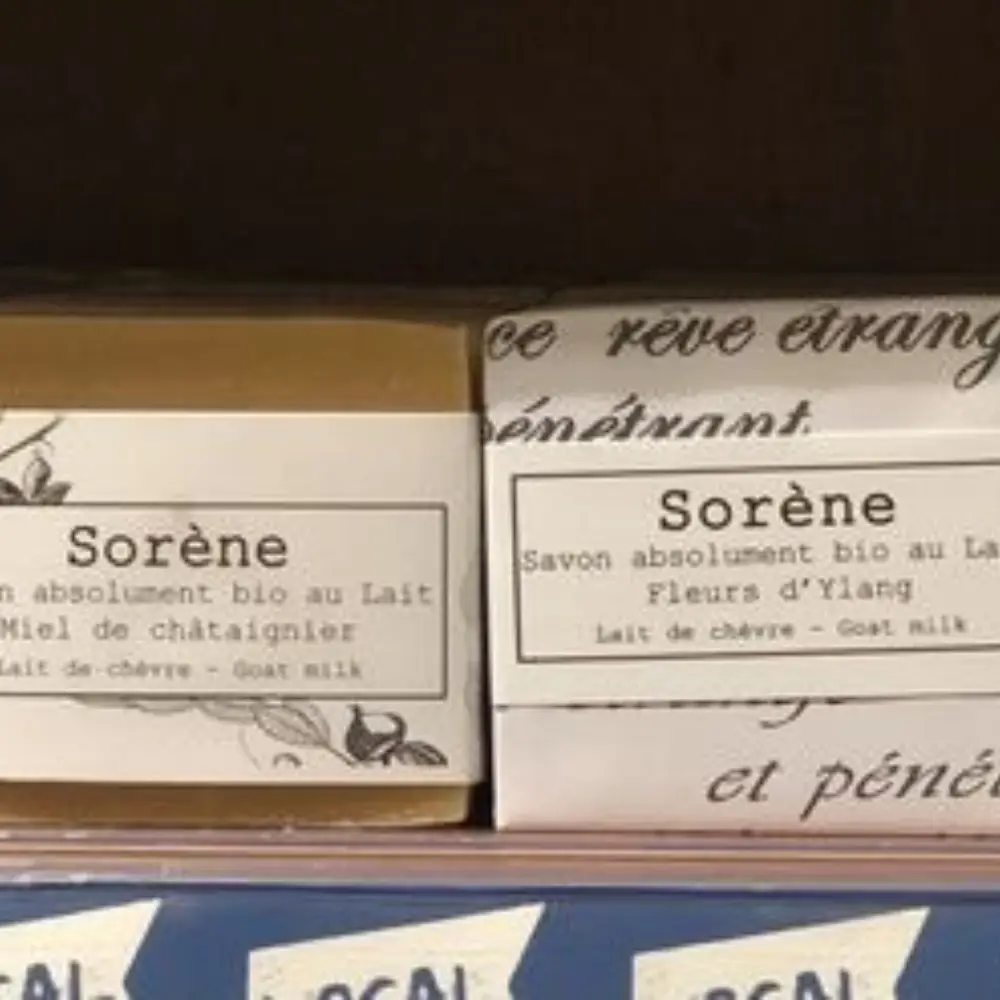 Sorène
absolument bio au Lait
Miel de châtaignier
Lait de chèvre - Goat milk
ce rêve étrang
pénétrant
Sorène
Savon absolument bio au La
Fleurs d'Ylang
Lait de chèvre - Goat milk
et péné